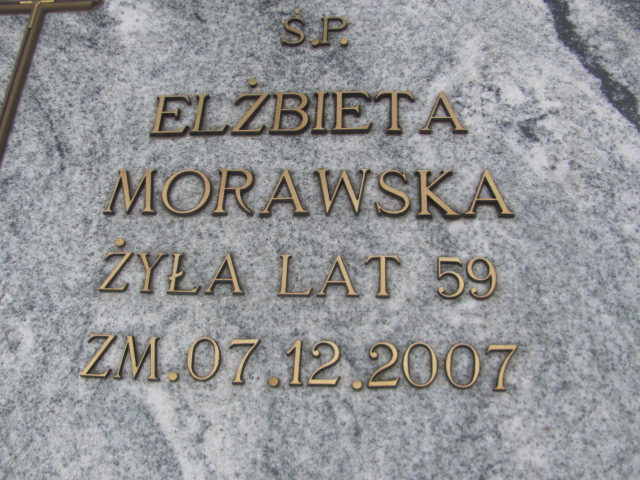 Ś.P.
ELŻBIETA
MORAWSKA
ŻYŁA LAT 59
ZM. 07.12.2007